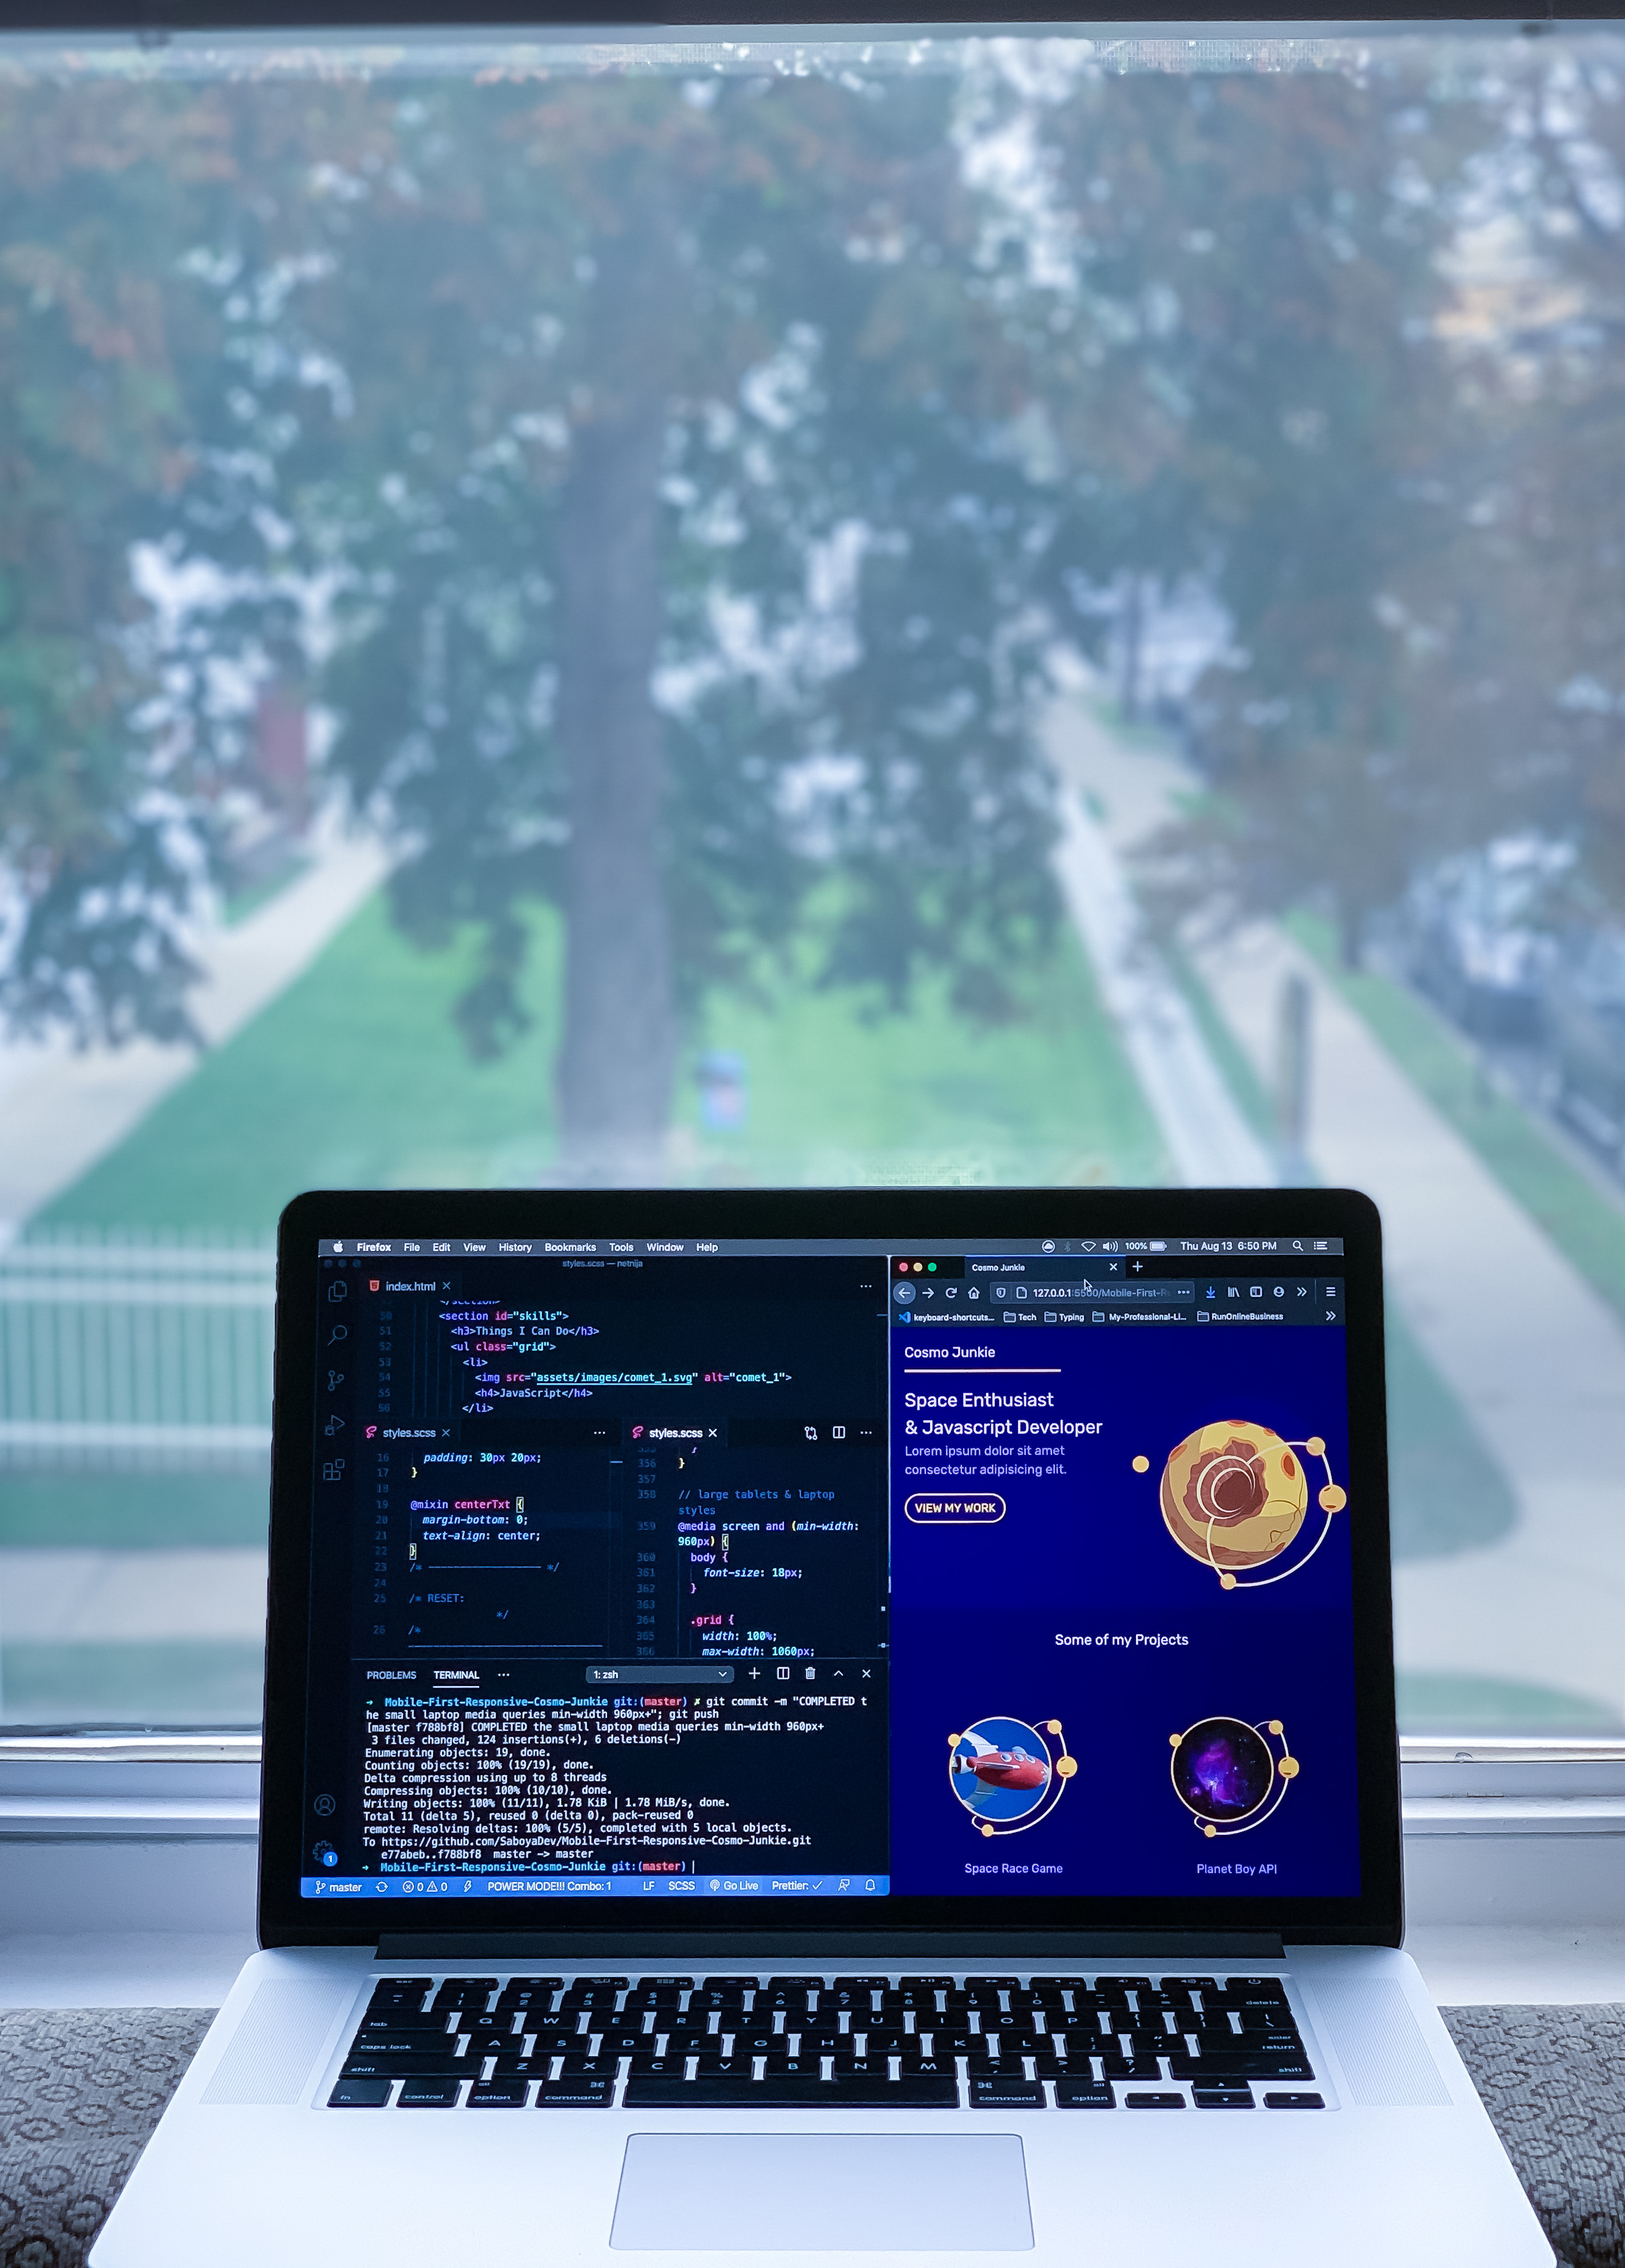 Firefox File Edit View History Bookmarks Tools Window Help
100% Thu Aug 13 6:50 PM
styles.scss — netnija
index.html
</section>
50 <section id="skills">
51 <h3>Things I Can Do</h3>
52 <ul class="grid">
53 <li>
54 <img src="assets/images/comet_1.svg" alt="comet_1">
55 <h4>JavaScript</h4>
56 </li>
styles.scss
16 padding: 30px 20px;
17 }
18
19 @mixin centerTxt {
20 margin-bottom: 0;
21 text-align: center;
22 }
23 /* ——————— */
24
25 /* RESET:
*/
26 /*
styles.scss
}
356 }
357
358 // large tablets & laptop
styles
359 @media screen and (min-width:
960px) {
360 body {
361 font-size: 18px;
362 }
363
364 .grid {
365 width: 100%;
366 max-width: 1060px;
PROBLEMS TERMINAL ··· 1: zsh
→ Mobile-First-Responsive-Cosmo-Junkie git:(master) ✗ git commit -m "COMPLETED t
he small laptop media queries min-width 960px+"; git push
[master f788bf8] COMPLETED the small laptop media queries min-width 960px+
3 files changed, 124 insertions(+), 6 deletions(-)
Enumerating objects: 19, done.
Counting objects: 100% (19/19), done.
Delta compression using up to 8 threads
Compressing objects: 100% (10/10), done.
Writing objects: 100% (11/11), 1.78 KiB | 1.78 MiB/s, done.
Total 11 (delta 5), reused 0 (delta 0), pack-reused 0
remote: Resolving deltas: 100% (5/5), completed with 5 local objects.
To https://github.com/SaboyaDev/Mobile-First-Responsive-Cosmo-Junkie.git
e77abeb..f788bf8 master -> master
→ Mobile-First-Responsive-Cosmo-Junkie git:(master)
1
master 0 0 POWER MODE!!! Combo: 1 LF SCSS Go Live Prettier: ✓
Cosmo Junkie
127.0.0.1:5500/Mobile-First-R
keyboard-shortcuts... Tech Typing My-Professional-Li... RunOnlineBusiness
Cosmo Junkie
Space Enthusiast
& Javascript Developer
Lorem ipsum dolor sit amet
consectetur adipisicing elit.
VIEW MY WORK
Some of my Projects
Space Race Game Planet Boy API
delete
tab Q W E R T Y U I O P
caps lock A S D F G H J K L return
shift Z X C V B N M shift
fn control option command command option